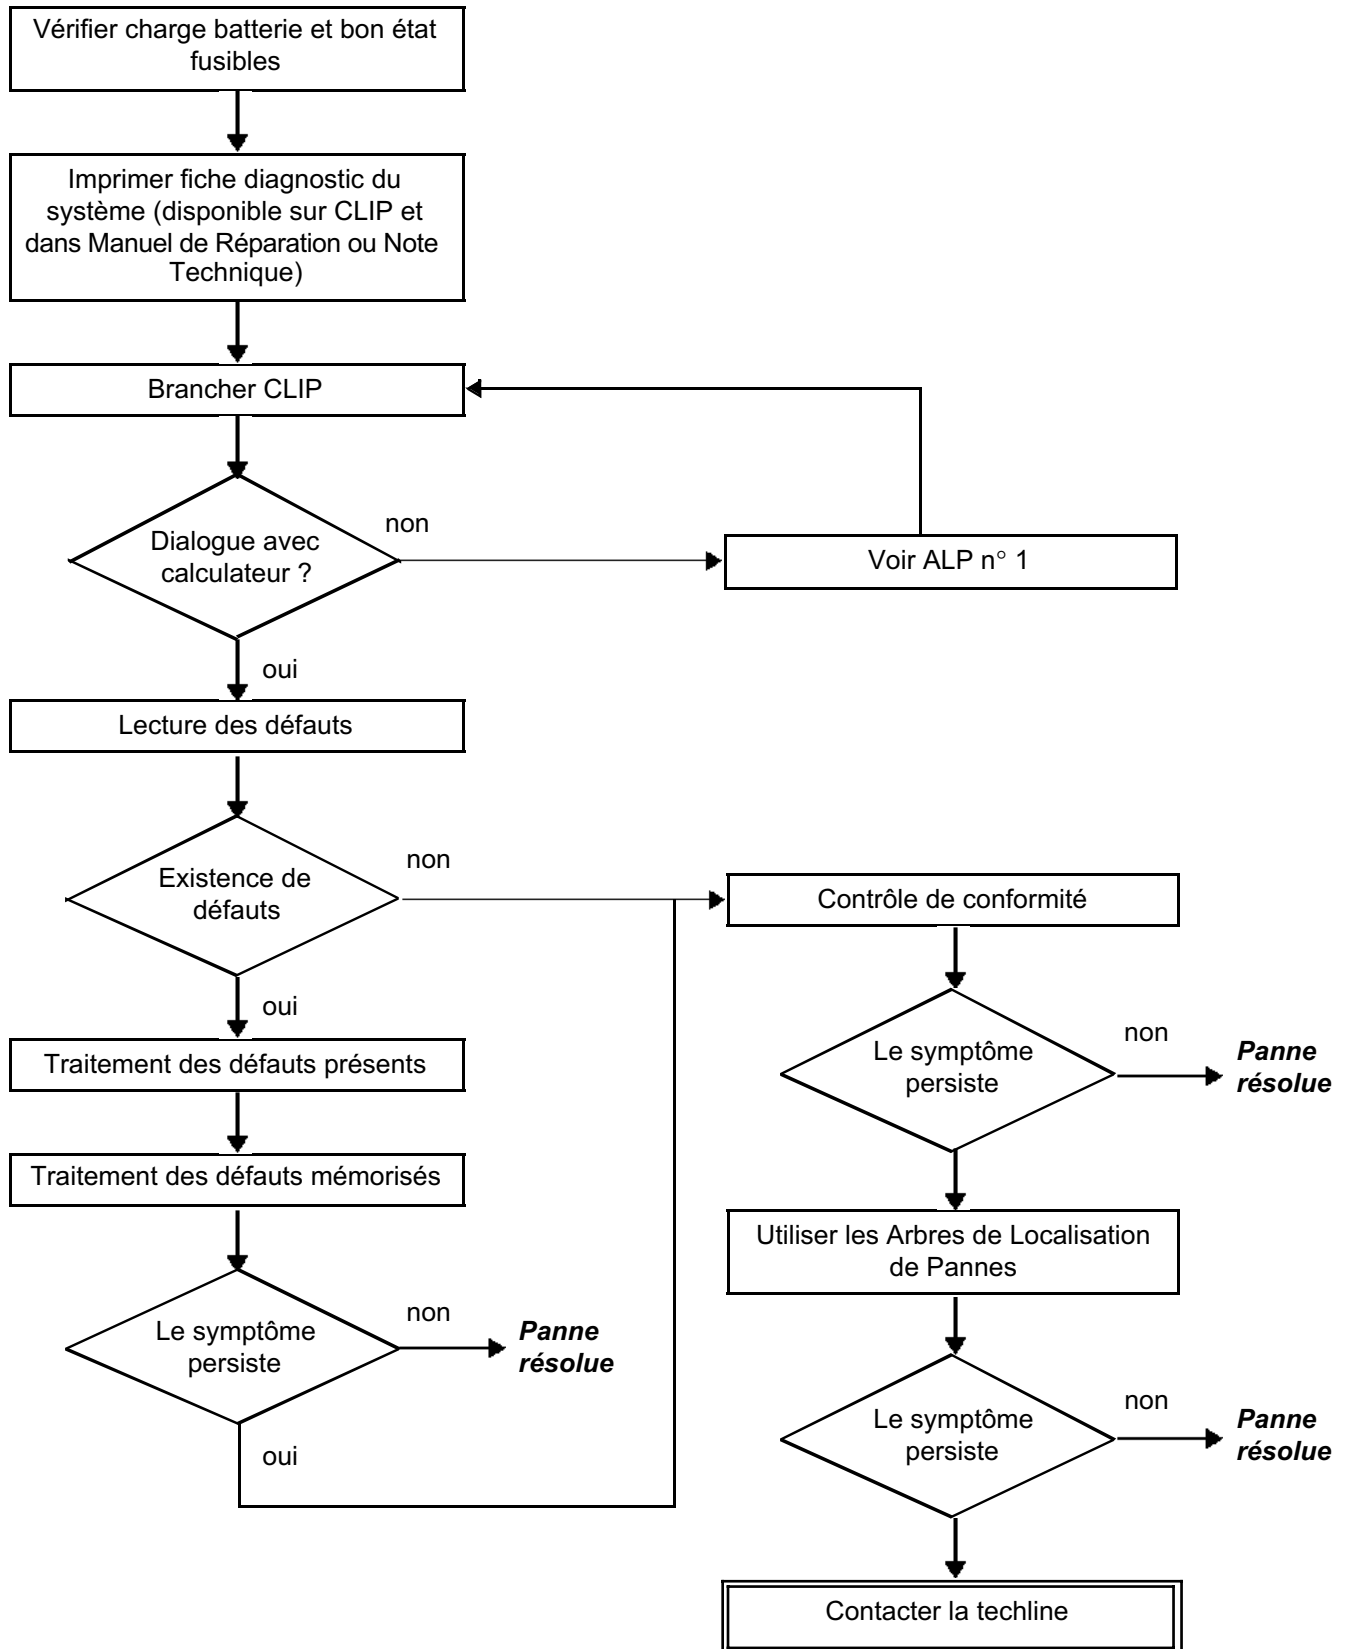 Vérifier charge batterie et bon état
fusibles
Imprimer fiche diagnostic du
système (disponible sur CLIP et
dans Manuel de Réparation ou Note
Technique)
Brancher CLIP
Dialogue avec
calculateur ?
non
Voir ALP n° 1
oui
Lecture des défauts
Existence de
défauts
non
oui
Traitement des défauts présents
Traitement des défauts mémorisés
Le symptôme
persiste
non
Panne
résolue
oui
Contrôle de conformité
Le symptôme
persiste
non
Panne
résolue
Utiliser les Arbres de Localisation
de Pannes
Le symptôme
persiste
non
Panne
résolue
Contacter la techline